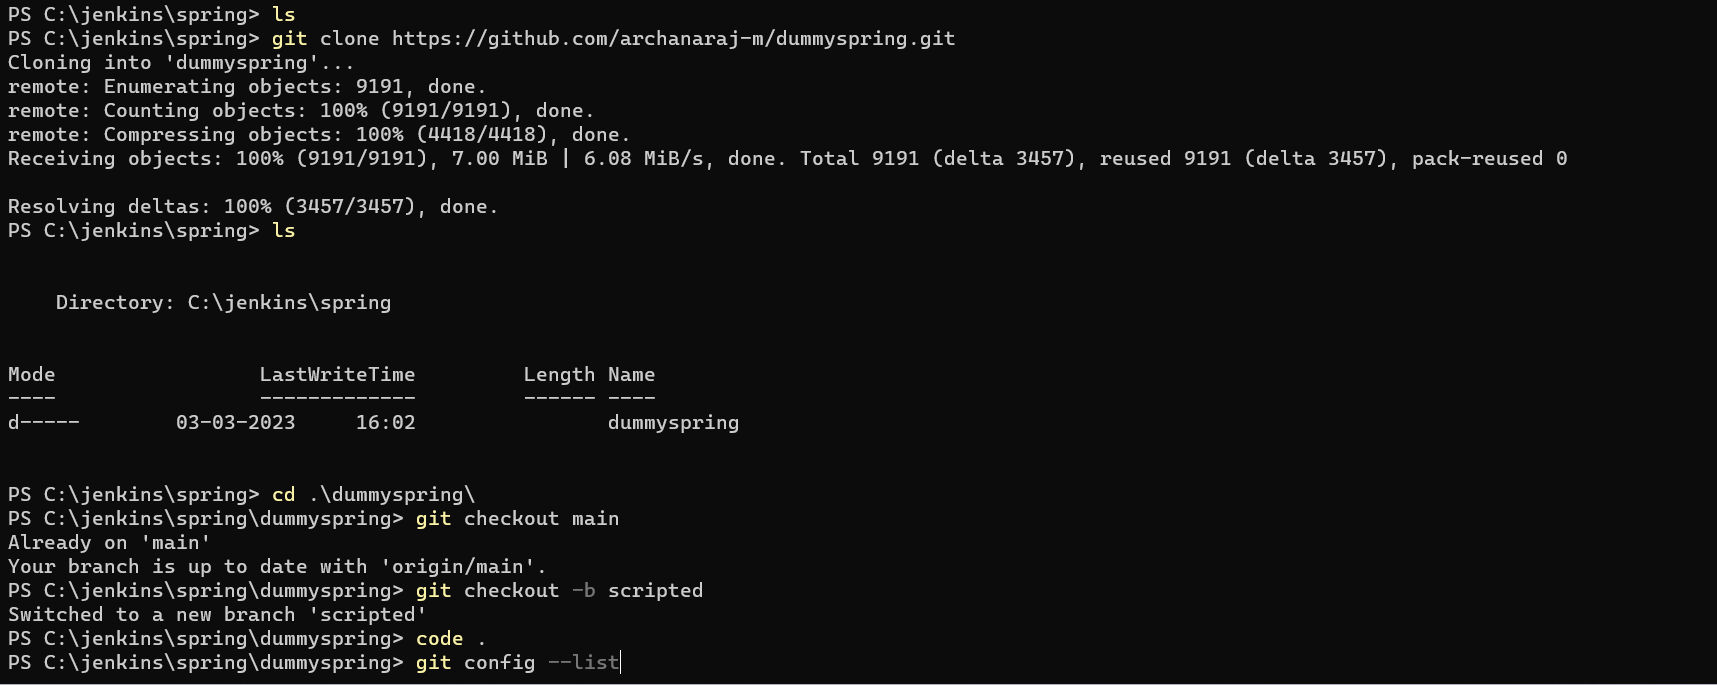 PS C:\jenkins\spring> ls
PS C:\jenkins\spring> git clone https://github.com/archanaraj-m/dummyspring.git
Cloning into 'dummyspring'...
remote: Enumerating objects: 9191, done.
remote: Counting objects: 100% (9191/9191), done.
remote: Compressing objects: 100% (4418/4418), done.
Receiving objects: 100% (9191/9191), 7.00 MiB | 6.08 MiB/s, done. Total 9191 (delta 3457), reused 9191 (delta 3457), pack-reused 0
Resolving deltas: 100% (3457/3457), done.
PS C:\jenkins\spring> ls
Directory: C:\jenkins\spring
Mode                 LastWriteTime         Length Name
----                 -------------         ------ ----
d-----        03-03-2023     16:02                dummyspring
PS C:\jenkins\spring> cd .\dummyspring\
PS C:\jenkins\spring\dummyspring> git checkout main
Already on 'main'
Your branch is up to date with 'origin/main'.
PS C:\jenkins\spring\dummyspring> git checkout -b scripted
Switched to a new branch 'scripted'
PS C:\jenkins\spring\dummyspring> code .
PS C:\jenkins\spring\dummyspring> git config --list